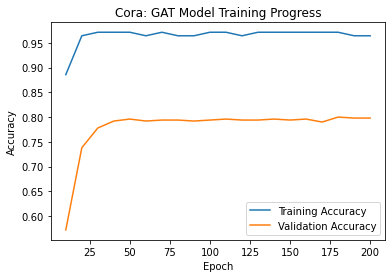 Cora: GAT Model Training Progress
Accuracy
0.95
0.90
0.85
0.80
0.75
0.70
0.65
0.60
25 50 75 100 125 150 175 200
Epoch
Training Accuracy
Validation Accuracy